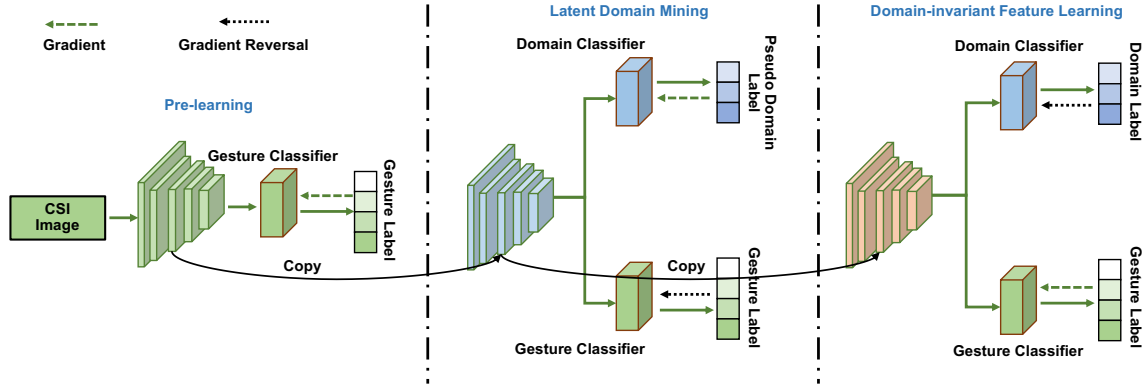 Gradient
Gradient Reversal
Pre-learning
CSI
Image
Gesture Classifier
Gesture Label
Copy
Latent Domain Mining
Domain Classifier
Pseudo Domain
Label
Copy
Gesture Label
Gesture Classifier
Domain-invariant Feature Learning
Domain Classifier
Domain Label
Gesture Label
Gesture Classifier